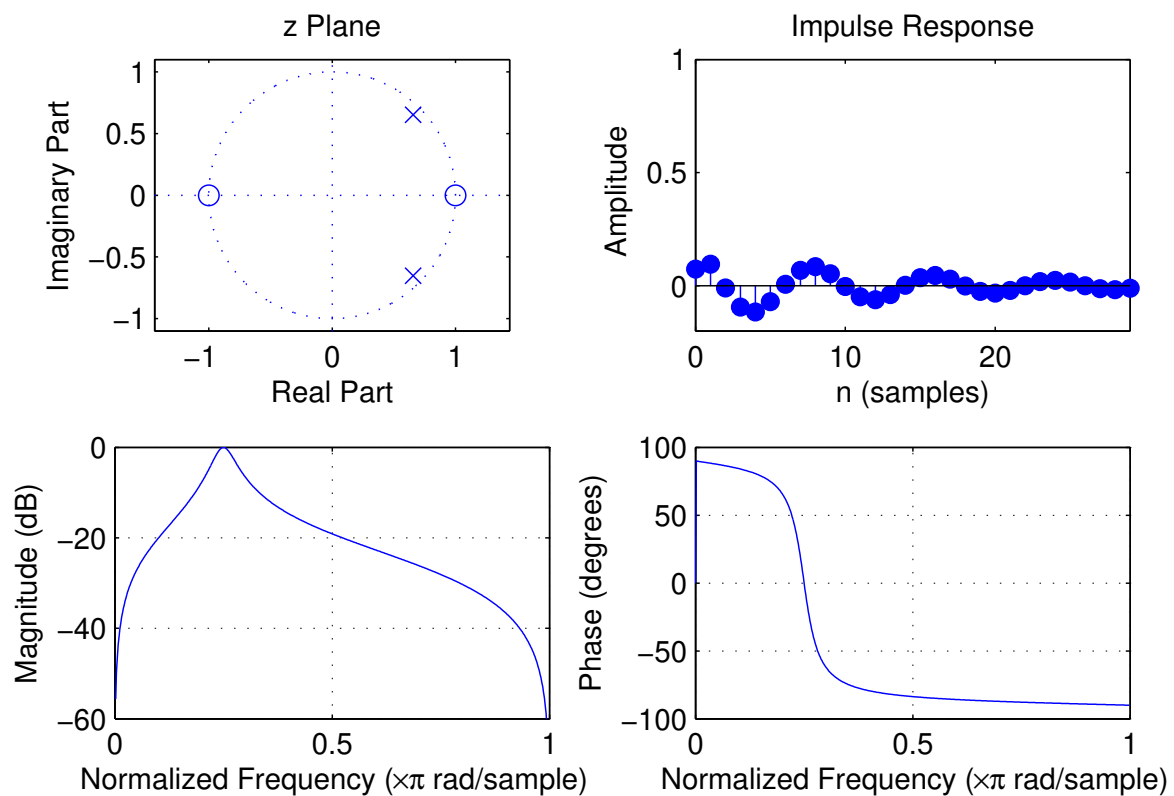 z Plane
1
0.5
0
−0.5
−1
Imaginary Part
−1 0 1
Real Part
Impulse Response
1
0.5
0
Amplitude
0 10 20
n (samples)
0
−20
−40
−60
Magnitude (dB)
0 0.5 1
Normalized Frequency (×π rad/sample)
100
50
0
−50
−100
Phase (degrees)
0 0.5 1
Normalized Frequency (×π rad/sample)